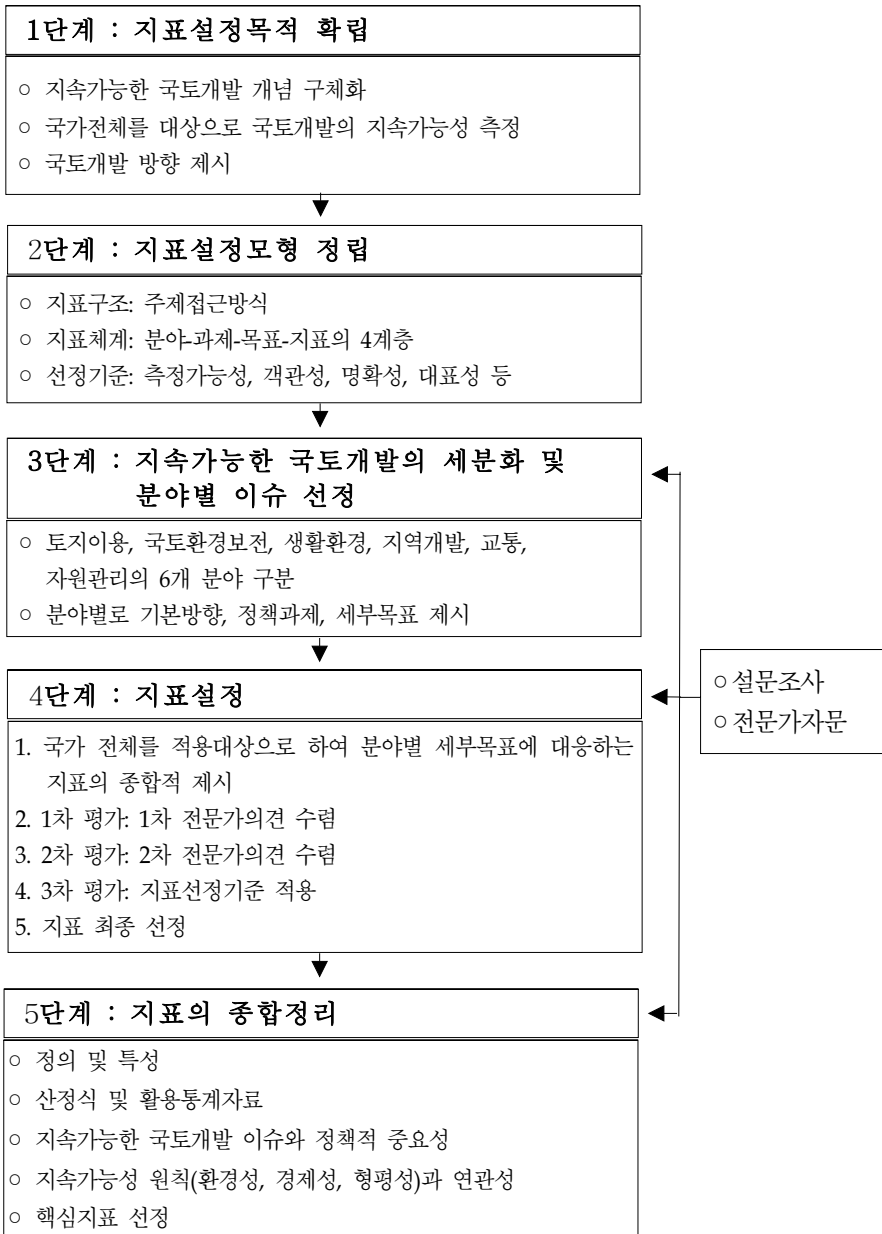 1단계 : 지표설정목적 확립
○ 지속가능한 국토개발 개념 구체화
○ 국가전체를 대상으로 국토개발의 지속가능성 측정
○ 국토개발 방향 제시
2단계 : 지표설정모형 정립
○ 지표구조: 주제접근방식
○ 지표체계: 분야-과제-목표-지표의 4계층
○ 선정기준: 측정가능성, 객관성, 명확성, 대표성 등
3단계 : 지속가능한 국토개발의 세분화 및
분야별 이슈 선정
○ 토지이용, 국토환경보전, 생활환경, 지역개발, 교통,
자원관리의 6개 분야 구분
○ 분야별로 기본방향, 정책과제, 세부목표 제시
4단계 : 지표설정
1. 국가 전체를 적용대상으로 하여 분야별 세부목표에 대응하는
지표의 종합적 제시
2. 1차 평가: 1차 전문가의견 수렴
3. 2차 평가: 2차 전문가의견 수렴
4. 3차 평가: 지표선정기준 적용
5. 지표 최종 선정
○설문조사
○전문가자문
5단계 : 지표의 종합정리
○ 정의 및 특성
○ 산정식 및 활용통계자료
○ 지속가능한 국토개발 이슈와 정책적 중요성
○ 지속가능성 원칙(환경성, 경제성, 형평성)과 연관성
○ 핵심지표 선정